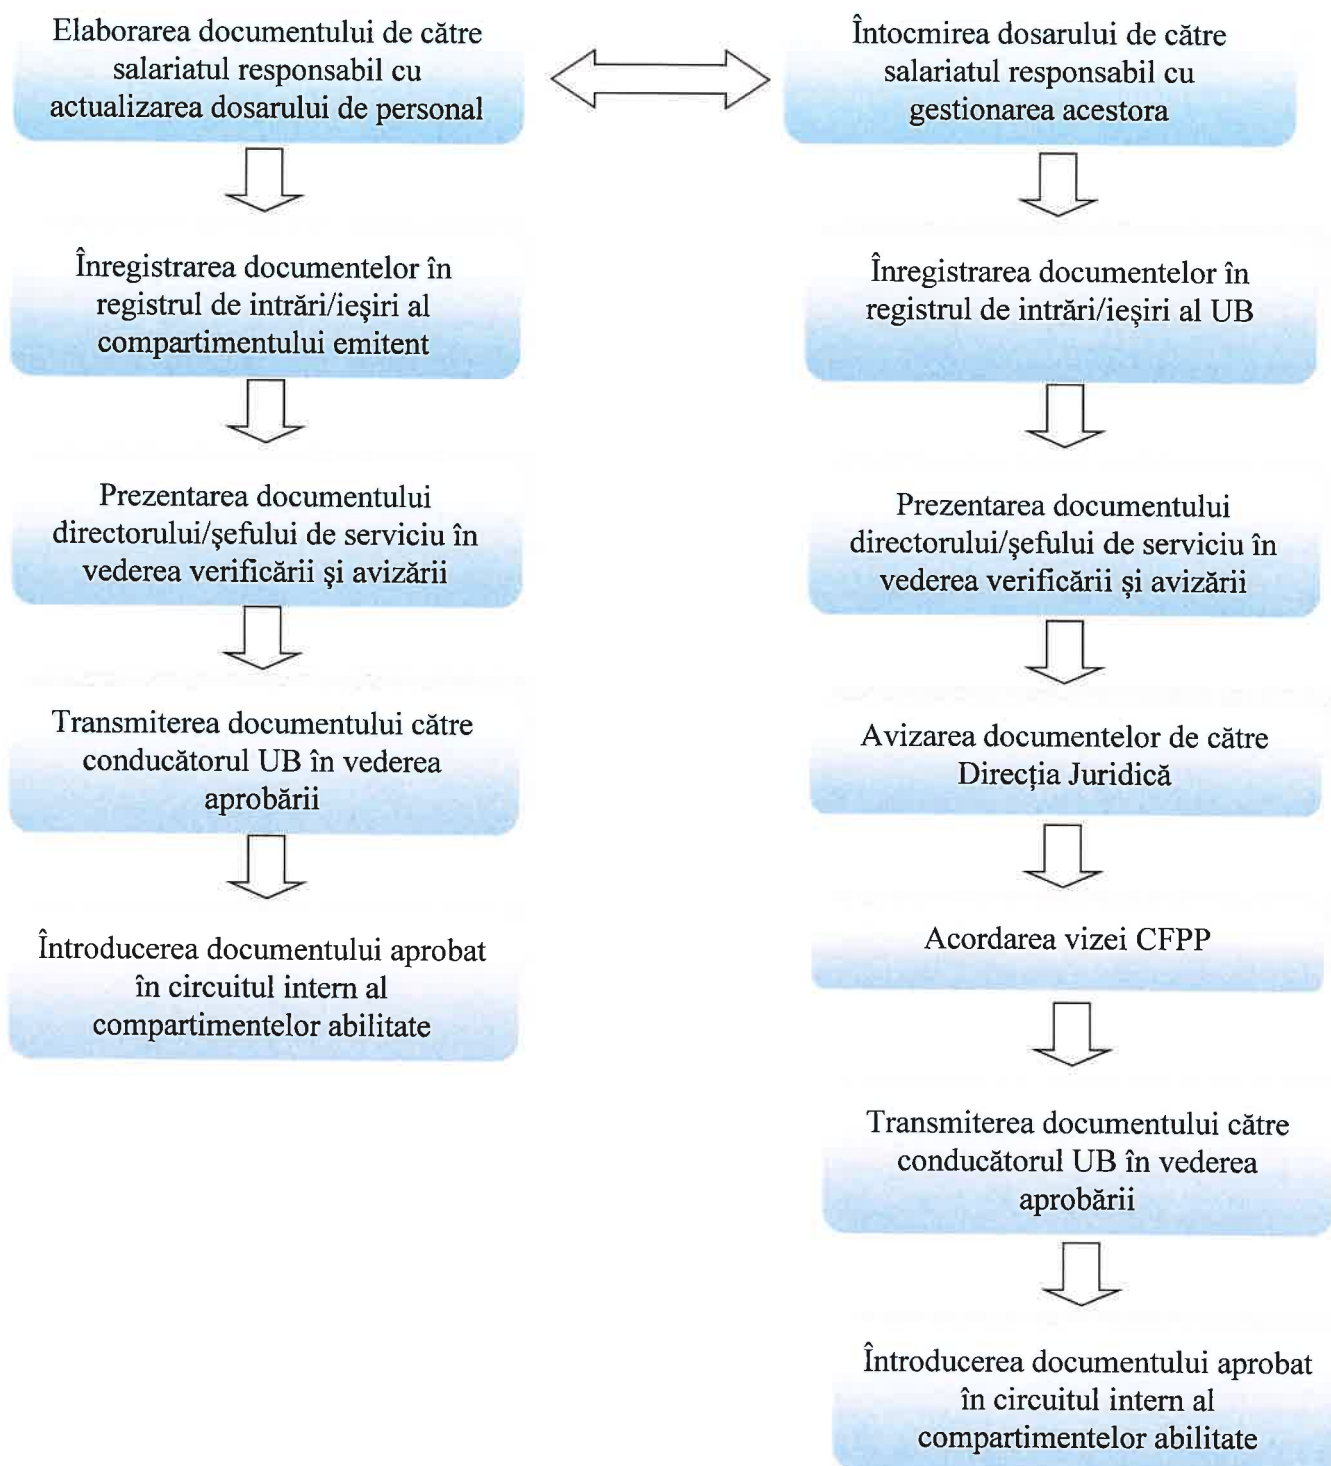 Elaborarea documentului de către
salariatul responsabil cu
actualizarea dosarului de personal
Înregistrarea documentelor în
registrul de intrări/ieşiri al
compartimentului emitent
Prezentarea documentului
directorului/şefului de serviciu în
vederea verificării şi avizării
Transmiterea documentului către
conducătorul UB în vederea
aprobării
Întroducerea documentului aprobat
în circuitul intern al
compartimentelor abilitate
Întocmirea dosarului de către
salariatul responsabil cu
gestionarea acestora
Înregistrarea documentelor în
registrul de intrări/ieşiri al UB
Prezentarea documentului
directorului/şefului de serviciu în
vederea verificării şi avizării
Avizarea documentelor de către
Direcția Juridică
Acordarea vizei CFPP
Transmiterea documentului către
conducătorul UB în vederea
aprobării
Întroducerea documentului aprobat
în circuitul intern al
compartimentelor abilitate